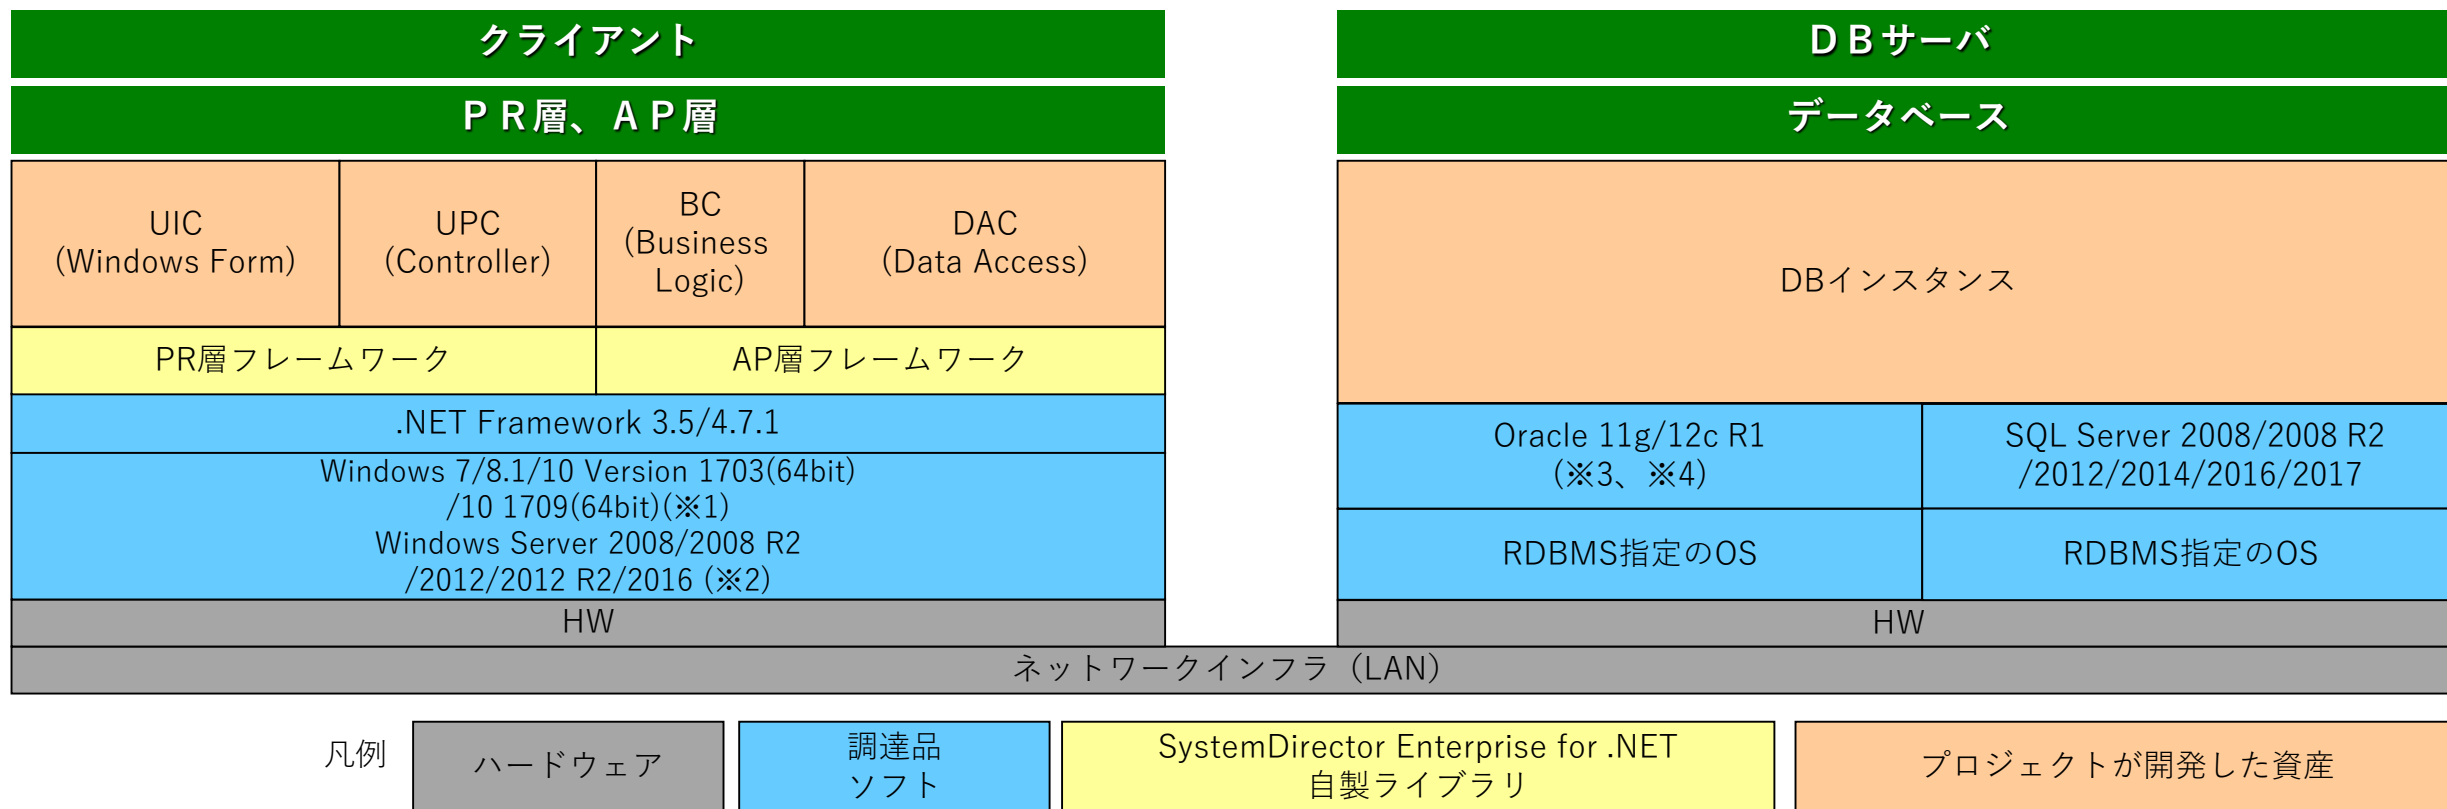 クライアント
ＤＢサーバ
ＰＲ層、ＡＰ層
データベース
UIC
(Windows Form)
UPC
(Controller)
BC
(Business
Logic)
DAC
(Data Access)
DBインスタンス
PR層フレームワーク
AP層フレームワーク
.NET Framework 3.5/4.7.1
Windows 7/8.1/10 Version 1703(64bit)
/10 1709(64bit)(※1)
Windows Server 2008/2008 R2
/2012/2012 R2/2016 (※2)
Oracle 11g/12c R1
(※3、※4)
SQL Server 2008/2008 R2
/2012/2014/2016/2017
RDBMS指定のOS
RDBMS指定のOS
HW
HW
ネットワークインフラ（LAN）
凡例
ハードウェア
調達品
ソフト
SystemDirector Enterprise for .NET
自製ライブラリ
プロジェクトが開発した資産